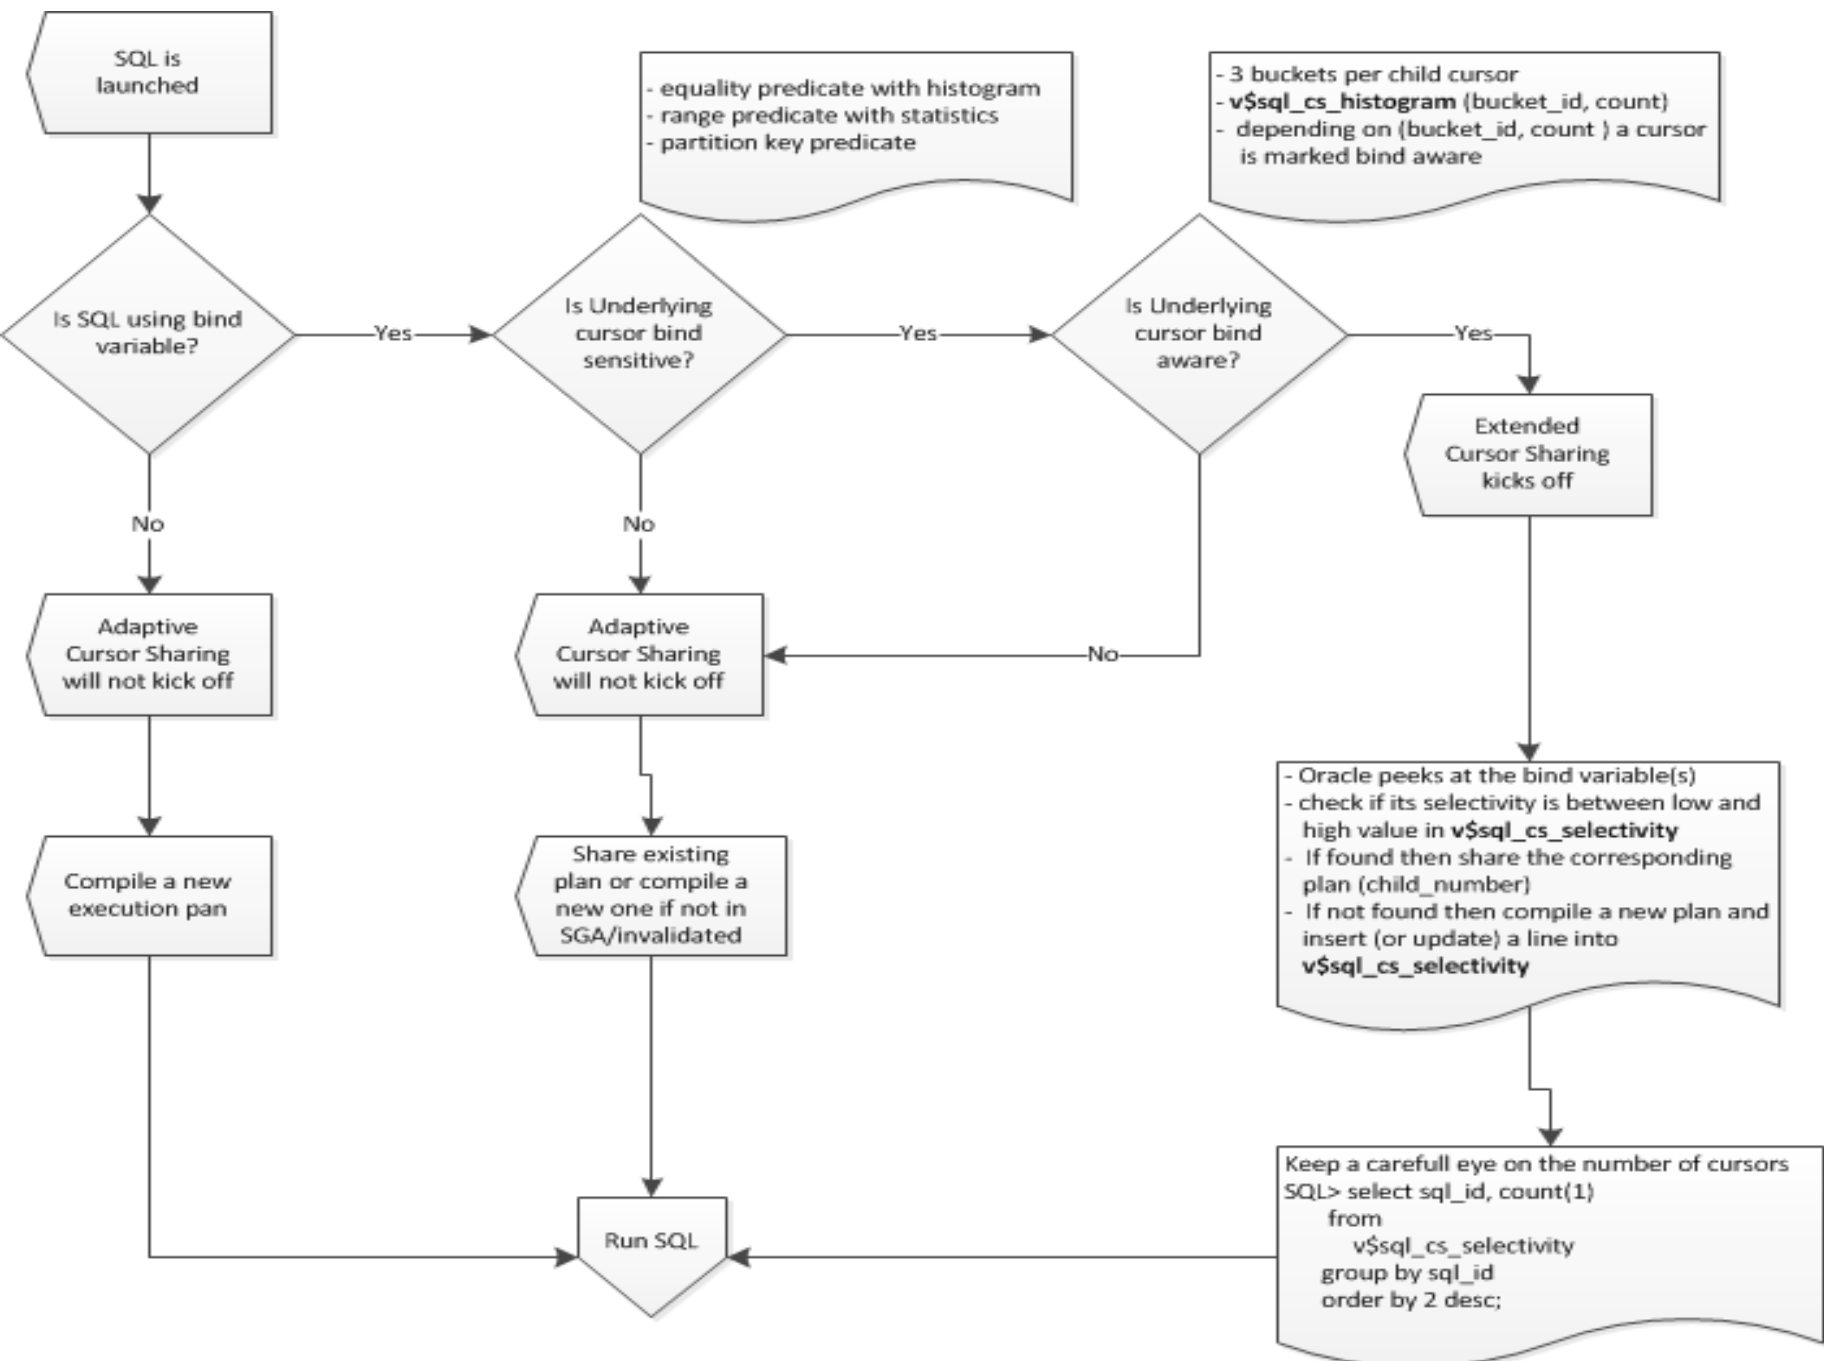 SQL is
launched
- equality predicate with histogram
- range predicate with statistics
- partition key predicate
- 3 buckets per child cursor
- v$sql_cs_histogram (bucket_id, count)
- depending on (bucket_id, count ) a cursor
is marked bind aware
Is SQL using bind
variable?
Yes
Is Underlying
cursor bind
sensitive?
Yes
Is Underlying
cursor bind
aware?
Yes
Extended
Cursor Sharing
kicks off
No
No
No
Adaptive
Cursor Sharing
will not kick off
Adaptive
Cursor Sharing
will not kick off
Compile a new
execution pan
Share existing
plan or compile a
new one if not in
SGA/invalidated
- Oracle peeks at the bind variable(s)
- check if its selectivity is between low and
high value in v$sql_cs_selectivity
- If found then share the corresponding
plan (child_number)
- If not found then compile a new plan and
insert (or update) a line into
v$sql_cs_selectivity
Run SQL
Keep a carefull eye on the number of cursors
SQL> select sql_id, count(1)
from
v$sql_cs_selectivity
group by sql_id
order by 2 desc;